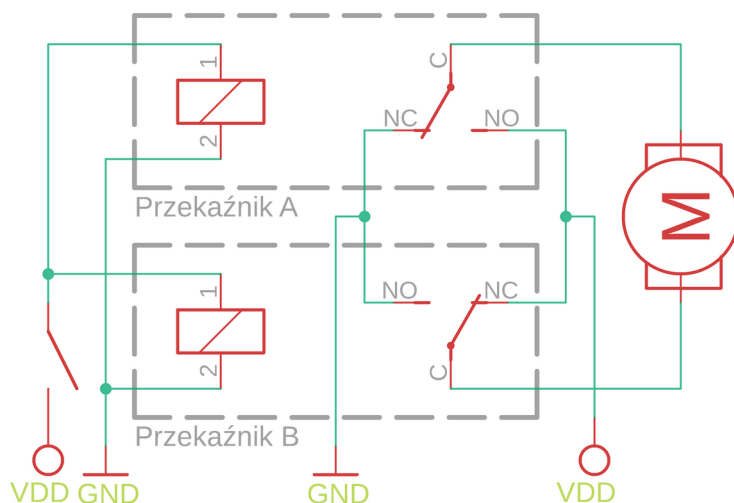 1
C
NC
NO
2
M
Przekaźnik A
1
NO
NC
2
C
Przekaźnik B
VDD
GND
GND
VDD